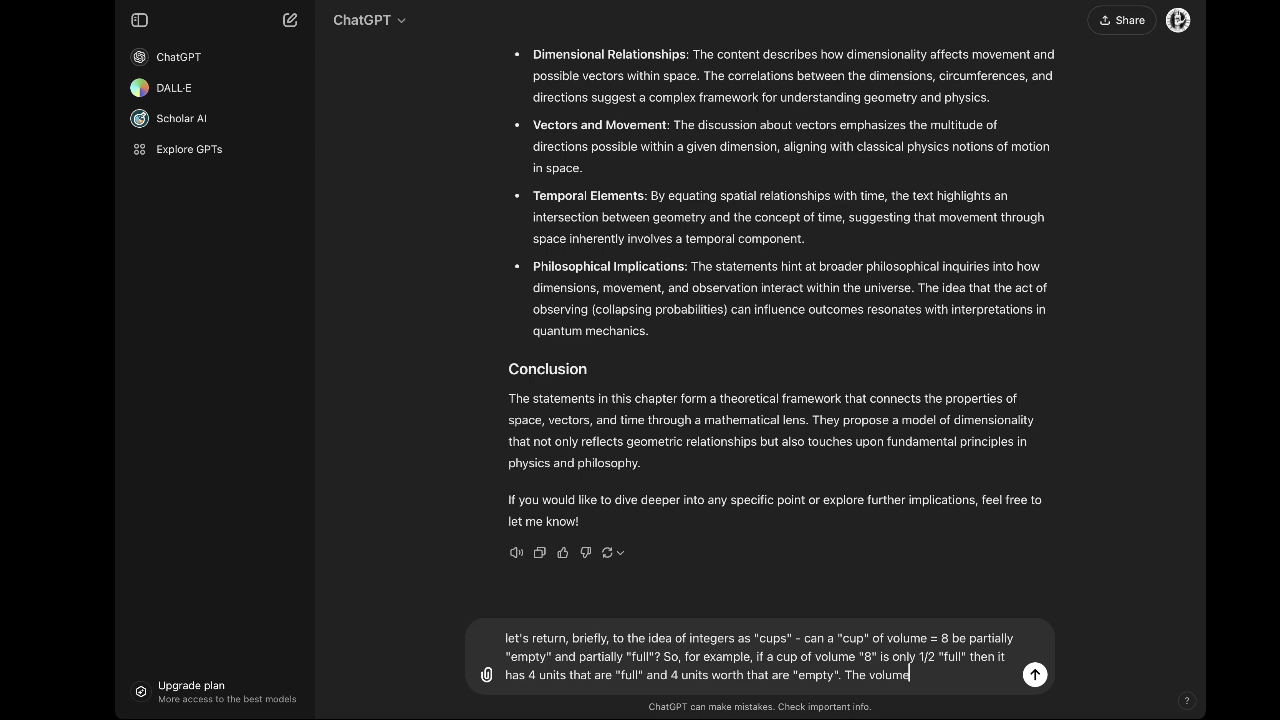 ChatGPT
Share
ChatGPT
DALL·E
Scholar AI
Explore GPTs
• Dimensional Relationships: The content describes how dimensionality affects movement and
possible vectors within space. The correlations between the dimensions, circumferences, and
directions suggest a complex framework for understanding geometry and physics.
• Vectors and Movement: The discussion about vectors emphasizes the multitude of
directions possible within a given dimension, aligning with classical physics notions of motion
in space.
• Temporal Elements: By equating spatial relationships with time, the text highlights an
intersection between geometry and the concept of time, suggesting that movement through
space inherently involves a temporal component.
• Philosophical Implications: The statements hint at broader philosophical inquiries into how
dimensions, movement, and observation interact within the universe. The idea that the act of
observing (collapsing probabilities) can influence outcomes resonates with interpretations in
quantum mechanics.
Conclusion
The statements in this chapter form a theoretical framework that connects the properties of
space, vectors, and time through a mathematical lens. They propose a model of dimensionality
that not only reflects geometric relationships but also touches upon fundamental principles in
physics and philosophy.
If you would like to dive deeper into any specific point or explore further implications, feel free to
let me know!
let's return, briefly, to the idea of integers as "cups" - can a "cup" of volume = 8 be partially
"empty" and partially "full"? So, for example, if a cup of volume "8" is only 1/2 "full" then it
has 4 units that are "full" and 4 units worth that are "empty". The volume
Upgrade plan
More access to the best models
ChatGPT can make mistakes. Check important info.
?